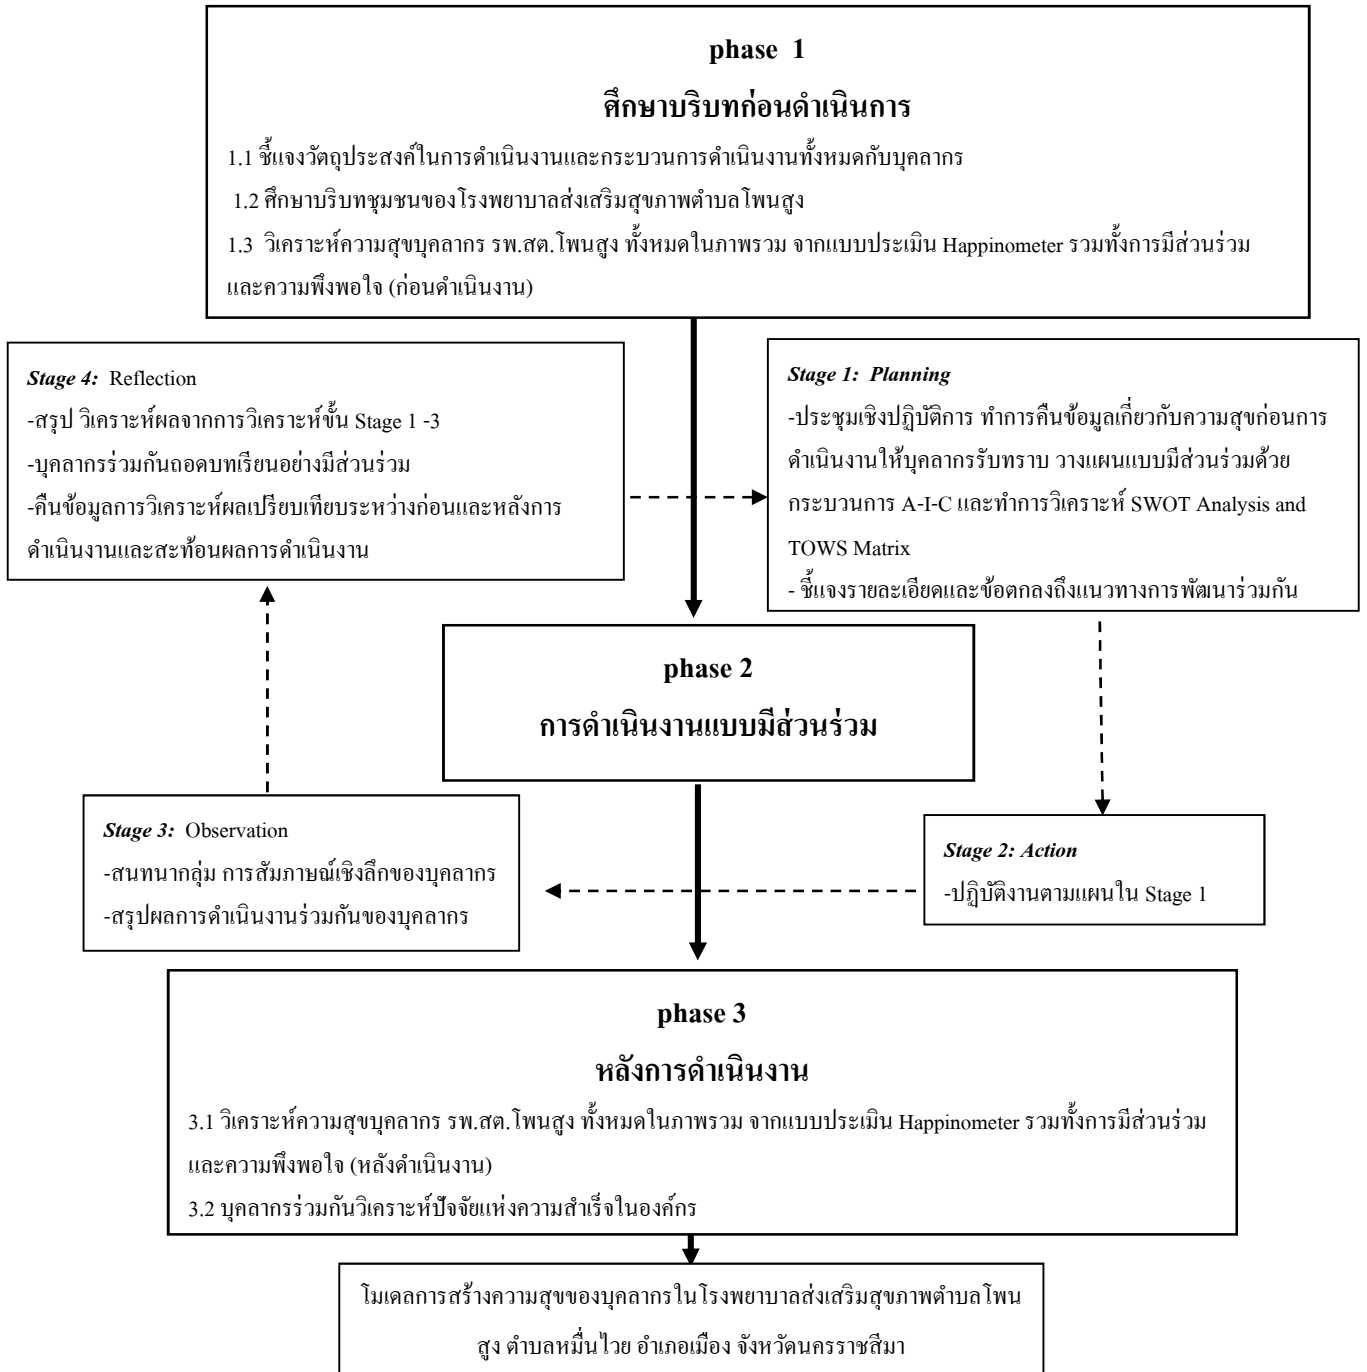 phase 1
ศึกษาบริบทก่อนดำเนินการ
1.1 ชี้แจงวัตถุประสงค์ในการดำเนินงานและกระบวนการดำเนินงานทั้งหมดกับบุคลากร
1.2 ศึกษาบริบทชุมชนของโรงพยาบาลส่งเสริมสุขภาพตำบลโพนสูง
1.3 วิเคราะห์ความสุขบุคลากร รพ.สต.โพนสูง ทั้งหมดในภาพรวม จากแบบประเมิน Happinometer รวมทั้งการมีส่วนร่วม
และความพึงพอใจ (ก่อนดำเนินงาน)
Stage 1: Planning
-ประชุมเชิงปฏิบัติการ ทำการคืนข้อมูลเกี่ยวกับความสุขก่อนการ
ดำเนินงานให้บุคลากรรับทราบ วางแผนแบบมีส่วนร่วมด้วย
กระบวนการ A-I-C และทำการวิเคราะห์ SWOT Analysis and
TOWS Matrix
- ชี้แจงรายละเอียดและข้อตกลงถึงแนวทางการพัฒนาร่วมกัน
Stage 4: Reflection
-สรุป วิเคราะห์ผลจากการวิเคราะห์ขั้น Stage 1 -3
-บุคลากรร่วมกันถอดบทเรียนอย่างมีส่วนร่วม
-คืนข้อมูลการวิเคราะห์ผลเปรียบเทียบระหว่างก่อนและหลังการ
ดำเนินงานและสะท้อนผลการดำเนินงาน
phase 2
การดำเนินงานแบบมีส่วนร่วม
Stage 2: Action
-ปฏิบัติงานตามแผนใน Stage 1
Stage 3: Observation
-สนทนากลุ่ม การสัมภาษณ์เชิงลึกของบุคลากร
-สรุปผลการดำเนินงานร่วมกันของบุคลากร
phase 3
หลังการดำเนินงาน
3.1 วิเคราะห์ความสุขบุคลากร รพ.สต.โพนสูง ทั้งหมดในภาพรวม จากแบบประเมิน Happinometer รวมทั้งการมีส่วนร่วม
และความพึงพอใจ (หลังดำเนินงาน)
3.2 บุคลากรร่วมกันวิเคราะห์ปัจจัยแห่งความสำเร็จในองค์กร
โมเดลการสร้างความสุขของบุคลากรในโรงพยาบาลส่งเสริมสุขภาพตำบลโพน
สูง ตำบลหมื่นไวย อำเภอเมือง จังหวัดนครราชสีมา